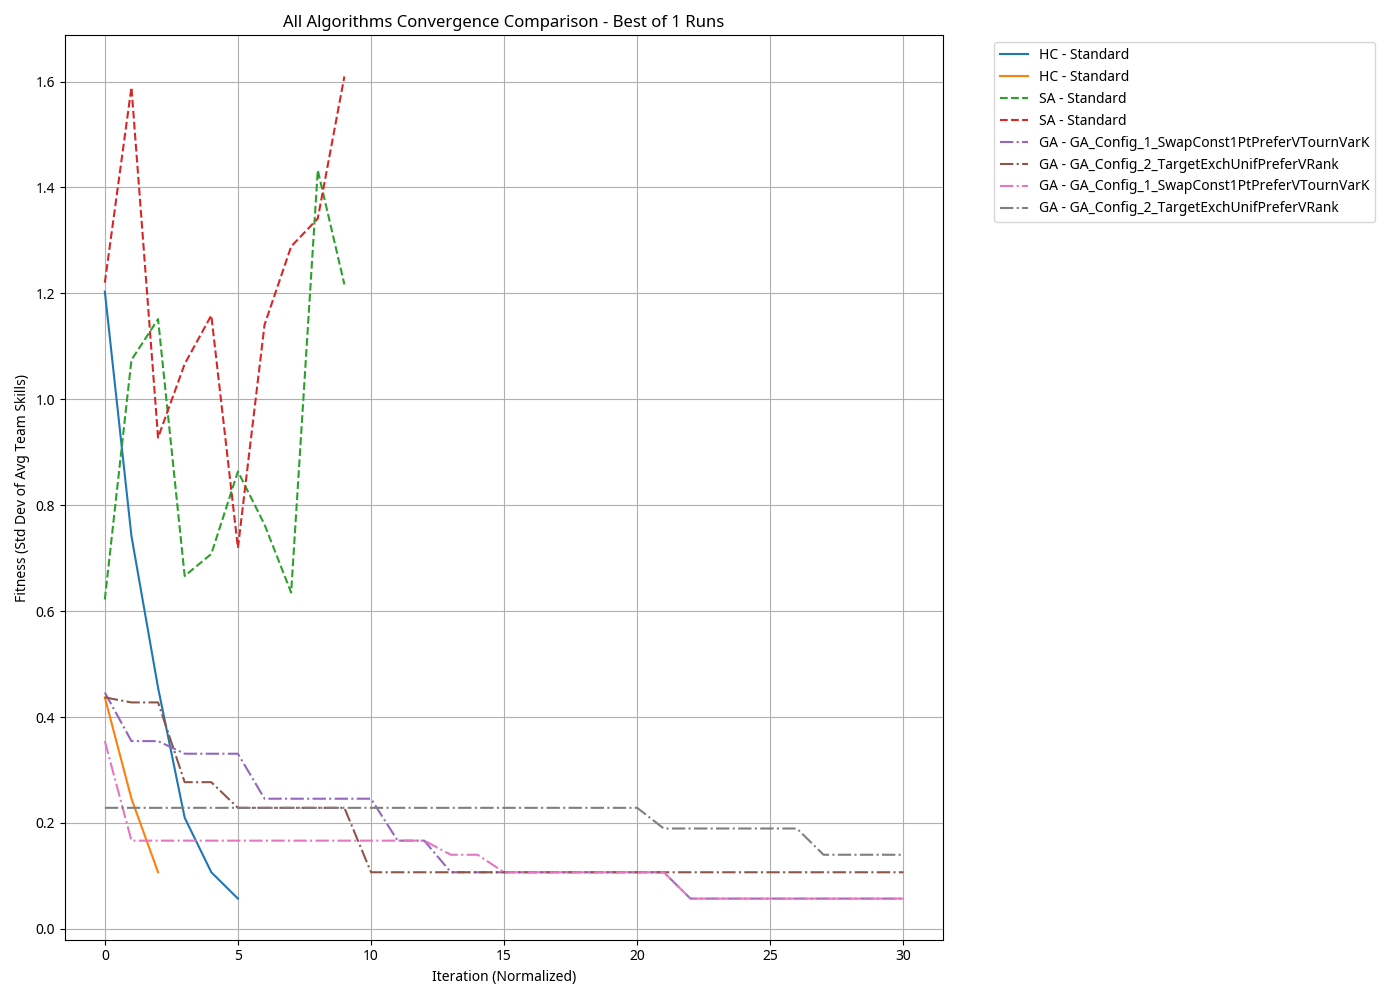 All Algorithms Convergence Comparison - Best of 1 Runs
Fitness (Std Dev of Avg Team Skills)
1.6
1.4
1.2
1.0
0.8
0.6
0.4
0.2
0.0
0 5 10 15 20 25 30
Iteration (Normalized)
HC - Standard
HC - Standard
SA - Standard
SA - Standard
GA - GA_Config_1_SwapConst1PtPreferVTournVarK
GA - GA_Config_2_TargetExchUnifPreferVRank
GA - GA_Config_1_SwapConst1PtPreferVTournVarK
GA - GA_Config_2_TargetExchUnifPreferVRank